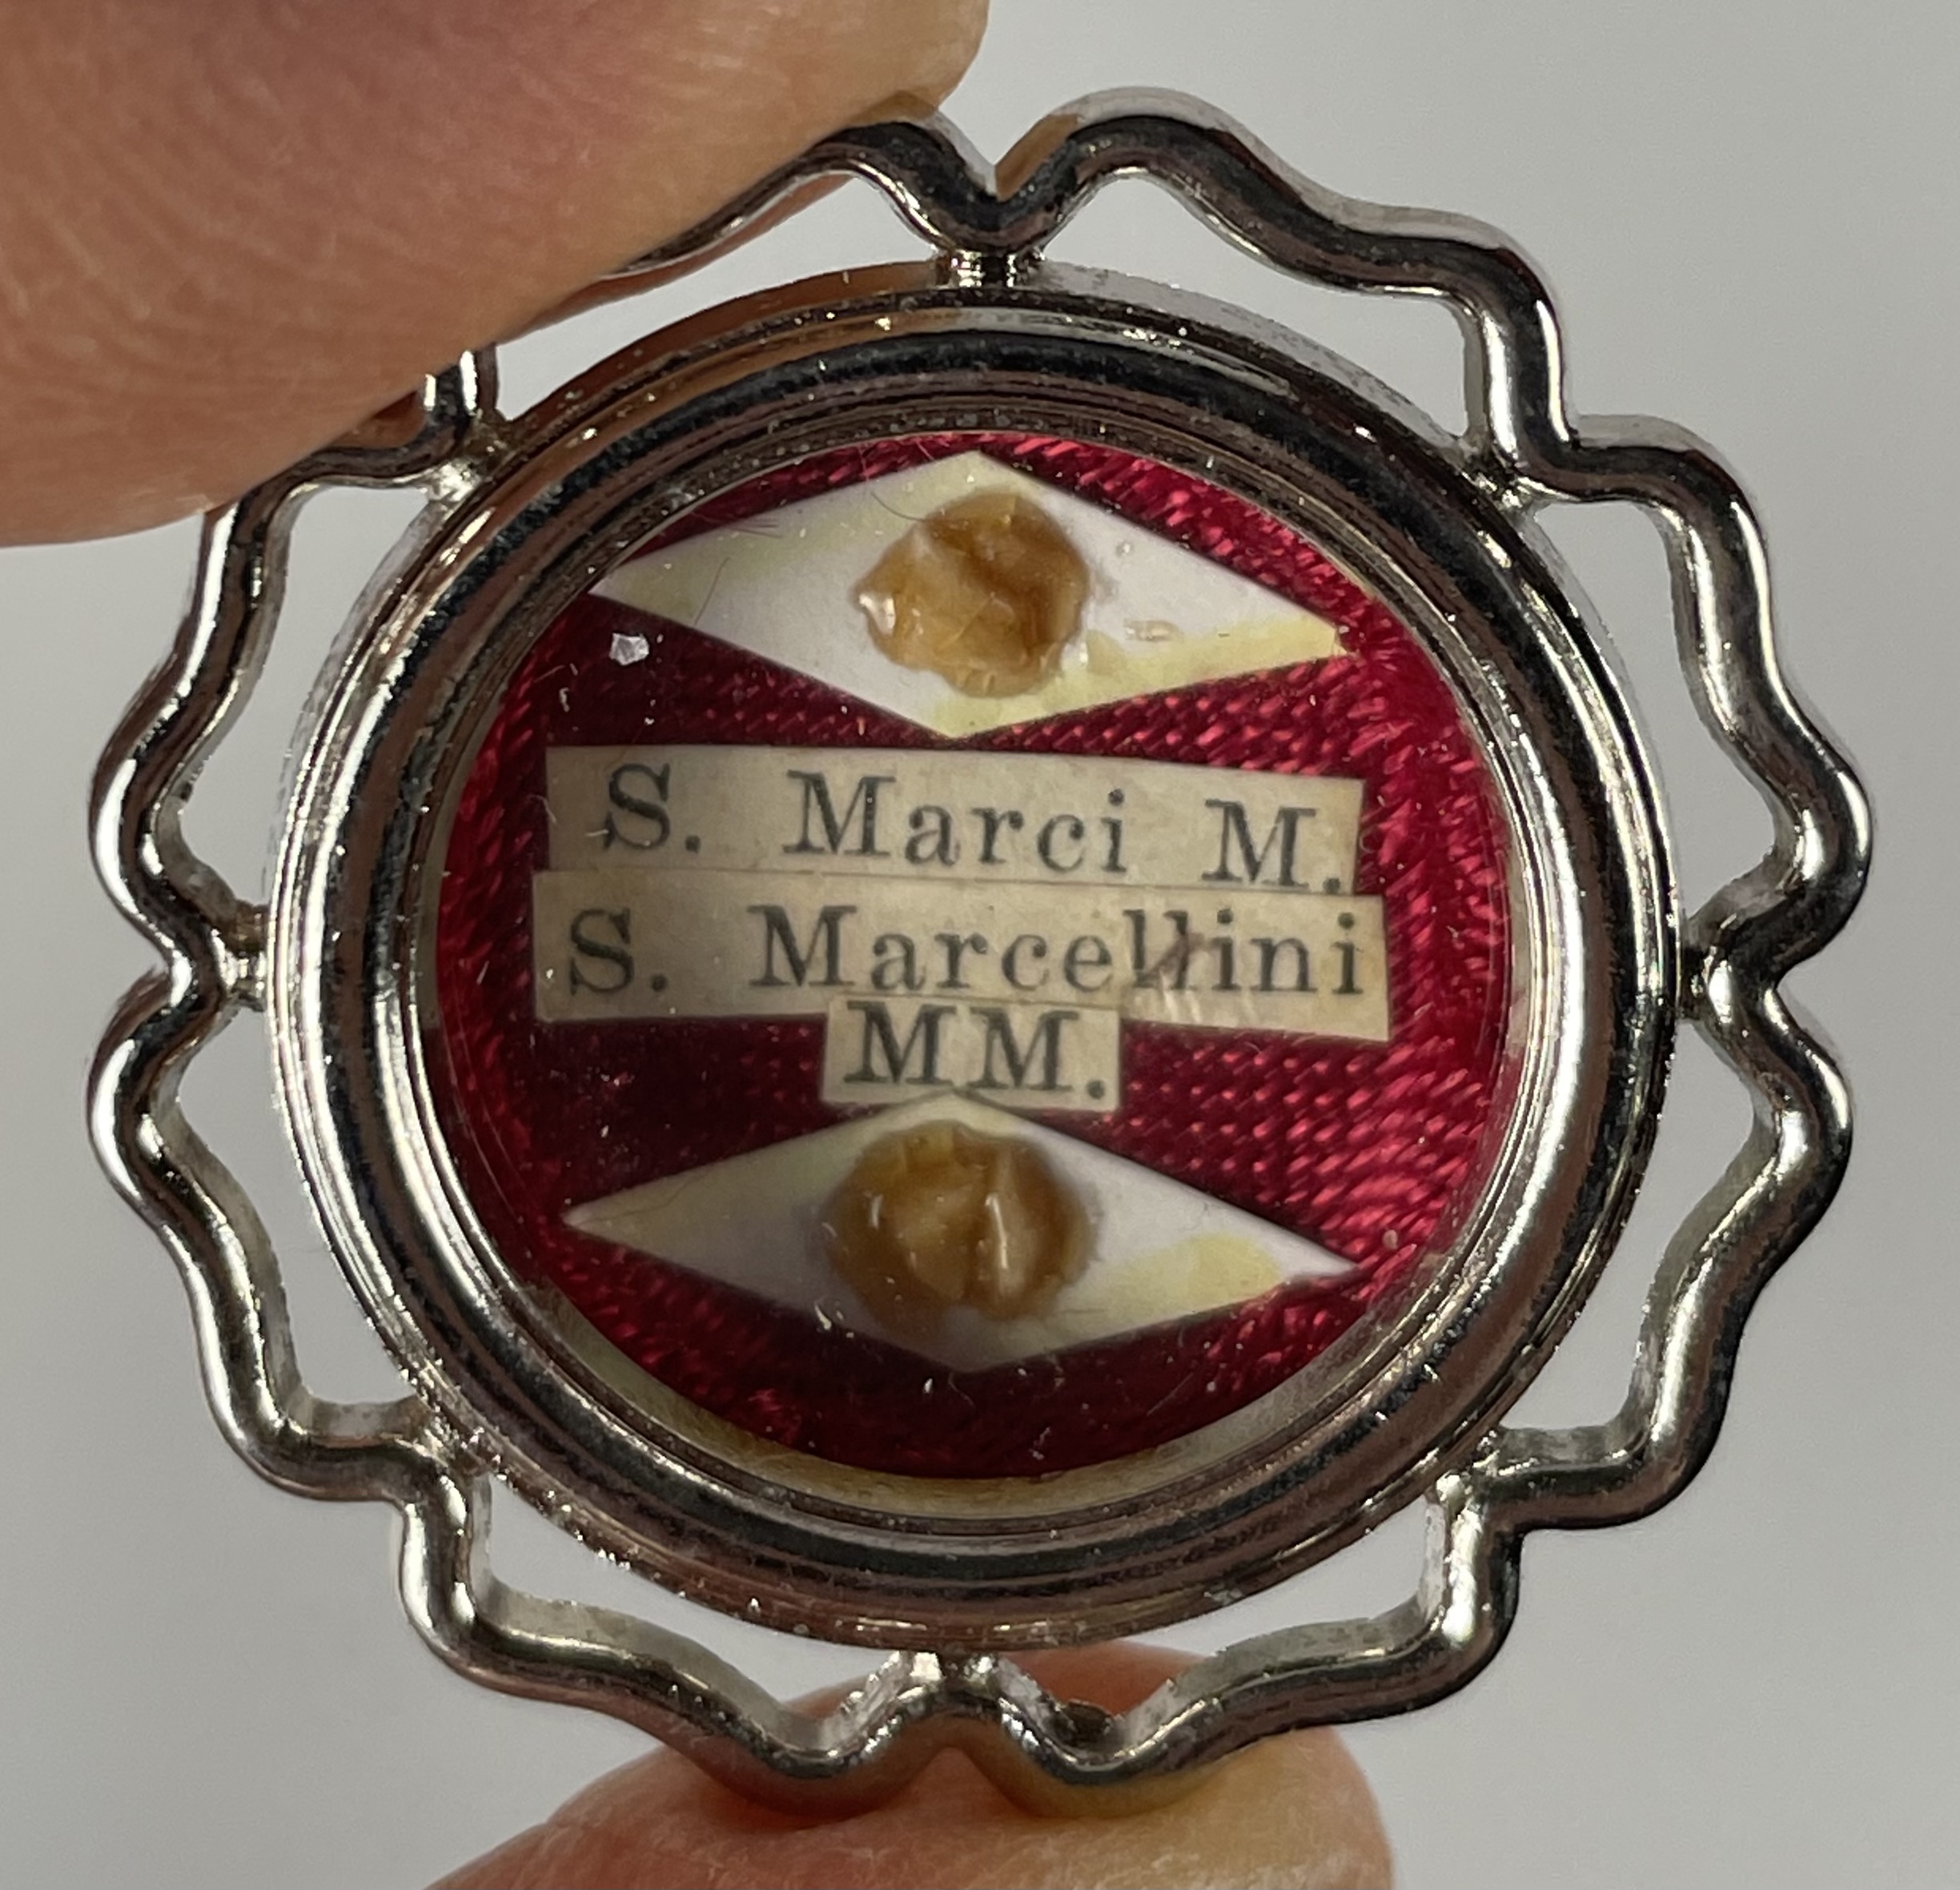 S. Marci M.
S. Marcellini
MM.